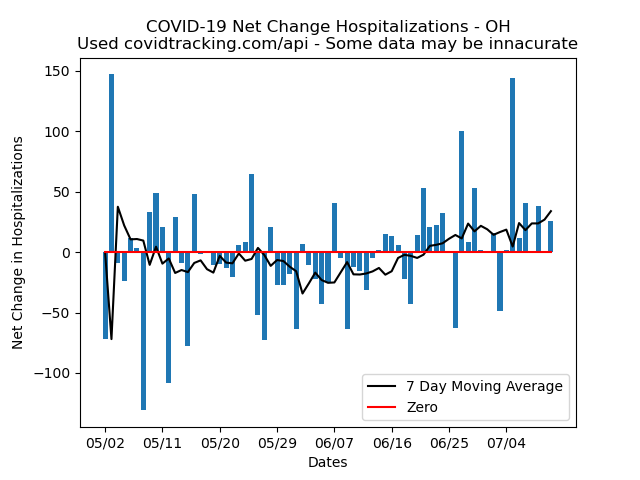 COVID-19 Net Change Hospitalizations - OH
Used covidtracking.com/api - Some data may be innacurate
Net Change in Hospitalizations
150
100
50
0
−50
−100
7 Day Moving Average
Zero
05/02
05/11
05/20
05/29
06/07
06/16
06/25
07/04
Dates